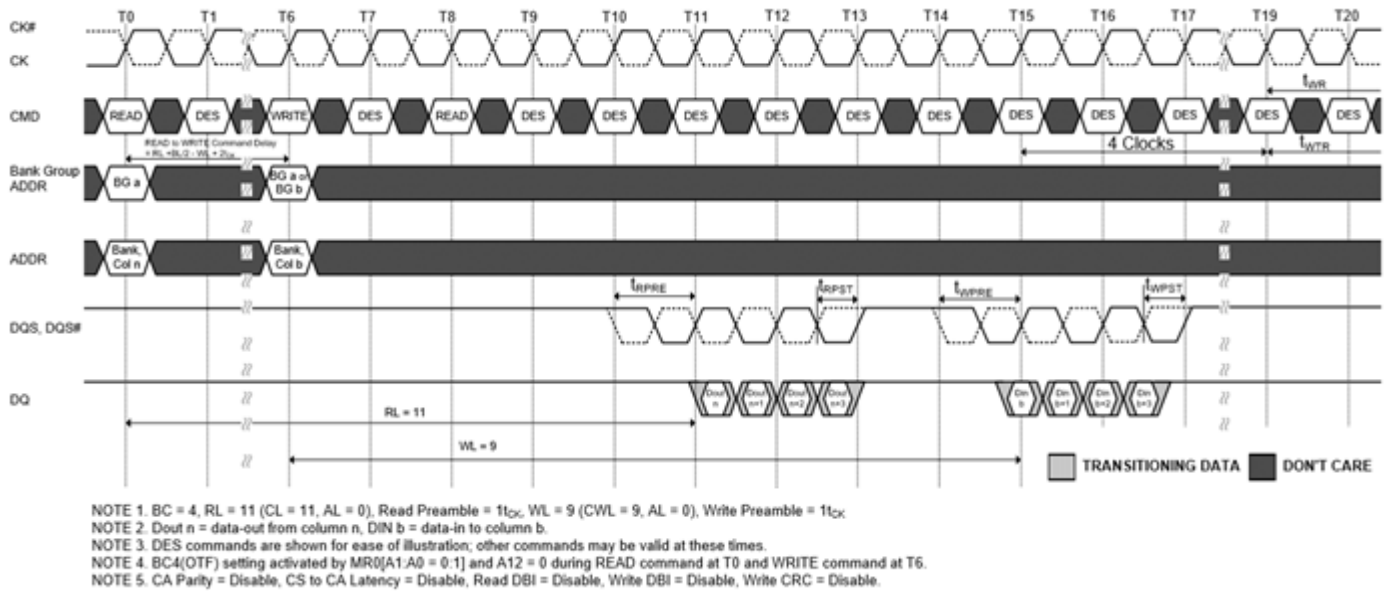 T0 T1 T6 T7 T8 T9 T10 T11 T12 T13 T14 T15 T16 T17 T19 T20
CK#
CK
tWR
CMD READ DES WRITE DES READ DES DES DES DES DES DES DES DES DES DES DES
READ to WRITE Command Delay
= RL +BL/2 - WL + 2tCK
4 Clocks
tWTR
Bank Group
ADDR
BG a
BG a or
BG b
ADDR
Bank,
Col n
Bank,
Col b
tRPRE tRPST tWPRE tWPST
DQS, DQS#
DQ
Dout
n
Dout
n+1
Dout
n+2
Dout
n+3
Din
b
Din
b+1
Din
b+2
Din
b+3
RL = 11
WL = 9
TRANSITIONING DATA DON'T CARE
NOTE 1. BC = 4, RL = 11 (CL = 11, AL = 0), Read Preamble = 1tCK, WL = 9 (CWL = 9, AL = 0), Write Preamble = 1tCK
NOTE 2. Dout n = data-out from column n, DIN b = data-in to column b.
NOTE 3. DES commands are shown for ease of illustration; other commands may be valid at these times.
NOTE 4. BC4(OTF) setting activated by MR0[A1:A0 = 0:1] and A12 = 0 during READ command at T0 and WRITE command at T6.
NOTE 5. CA Parity = Disable, CS to CA Latency = Disable, Read DBI = Disable, Write DBI = Disable, Write CRC = Disable.